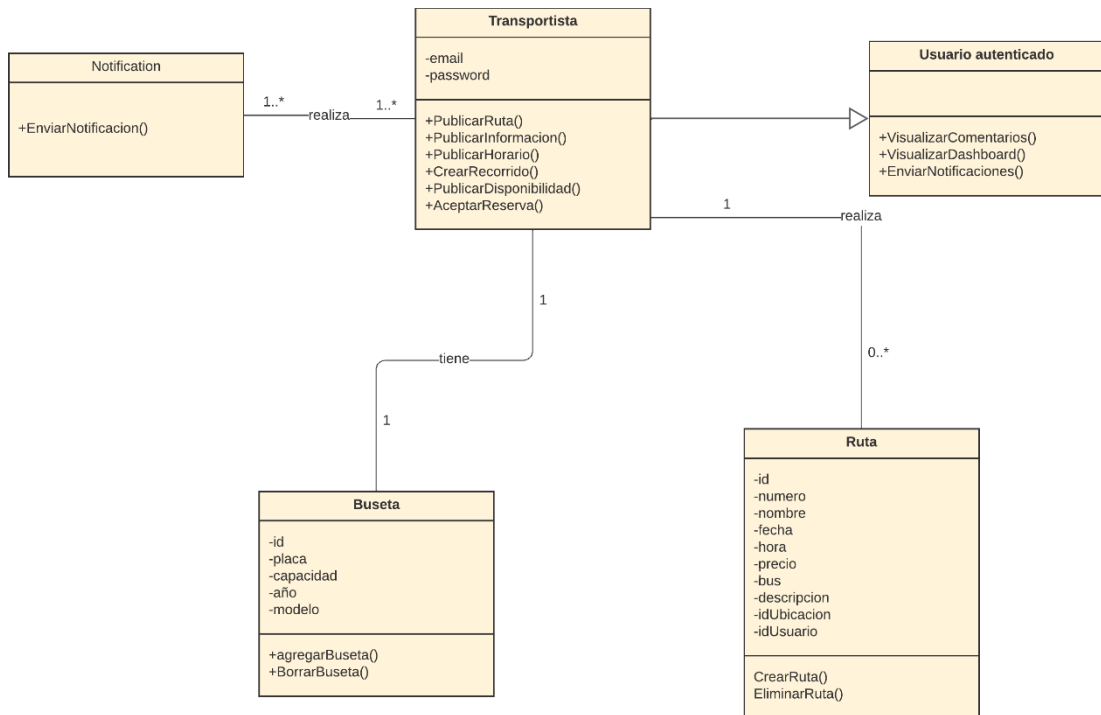 Transportista
-email
-password
+PublicarRuta()
+PublicarInformacion()
+PublicarHorario()
+CrearRecorrido()
+PublicarDisponibilidad()
+AceptarReserva()
Notification
+EnviarNotificacion()
1..*
realiza
1..*
Usuario autenticado
+VisualizarComentarios()
+VisualizarDashboard()
+EnviarNotificaciones()
1
realiza
0..*
1
tiene
1
Buseta
-id
-placa
-capacidad
-año
-modelo
+agregarBuseta()
+BorrarBuseta()
Ruta
-id
-numero
-nombre
-fecha
-hora
-precio
-bus
-descripcion
-idUbicacion
-idUsuario
CrearRuta()
EliminarRuta()